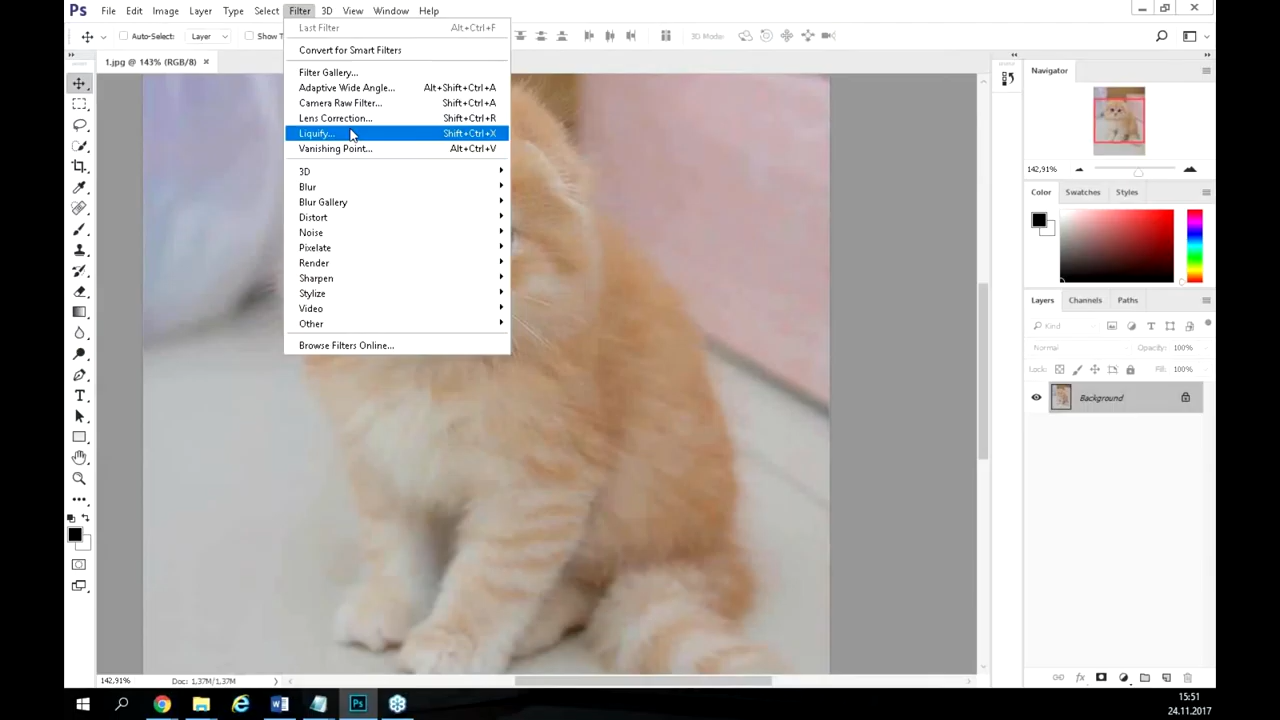 Ps File Edit Image Layer Type Select Filter 3D View Window Help
Auto-Select: Layer Show T 3D Mode:
1.jpg @ 143% (RGB/8) ×
Last Filter Alt+Ctrl+F
Convert for Smart Filters
Filter Gallery...
Adaptive Wide Angle... Alt+Shift+Ctrl+A
Camera Raw Filter... Shift+Ctrl+A
Lens Correction... Shift+Ctrl+R
Liquify... Shift+Ctrl+X
Vanishing Point... Alt+Ctrl+V
3D
Blur
Blur Gallery
Distort
Noise
Pixelate
Render
Sharpen
Stylize
Video
Other
Browse Filters Online...
Navigator
142,91%
Color Swatches Styles
Layers Channels Paths
Kind
Normal Opacity: 100%
Lock: Fill: 100%
Background
142,91% Doc: 1,37M/1,37M
15:51
24.11.2017